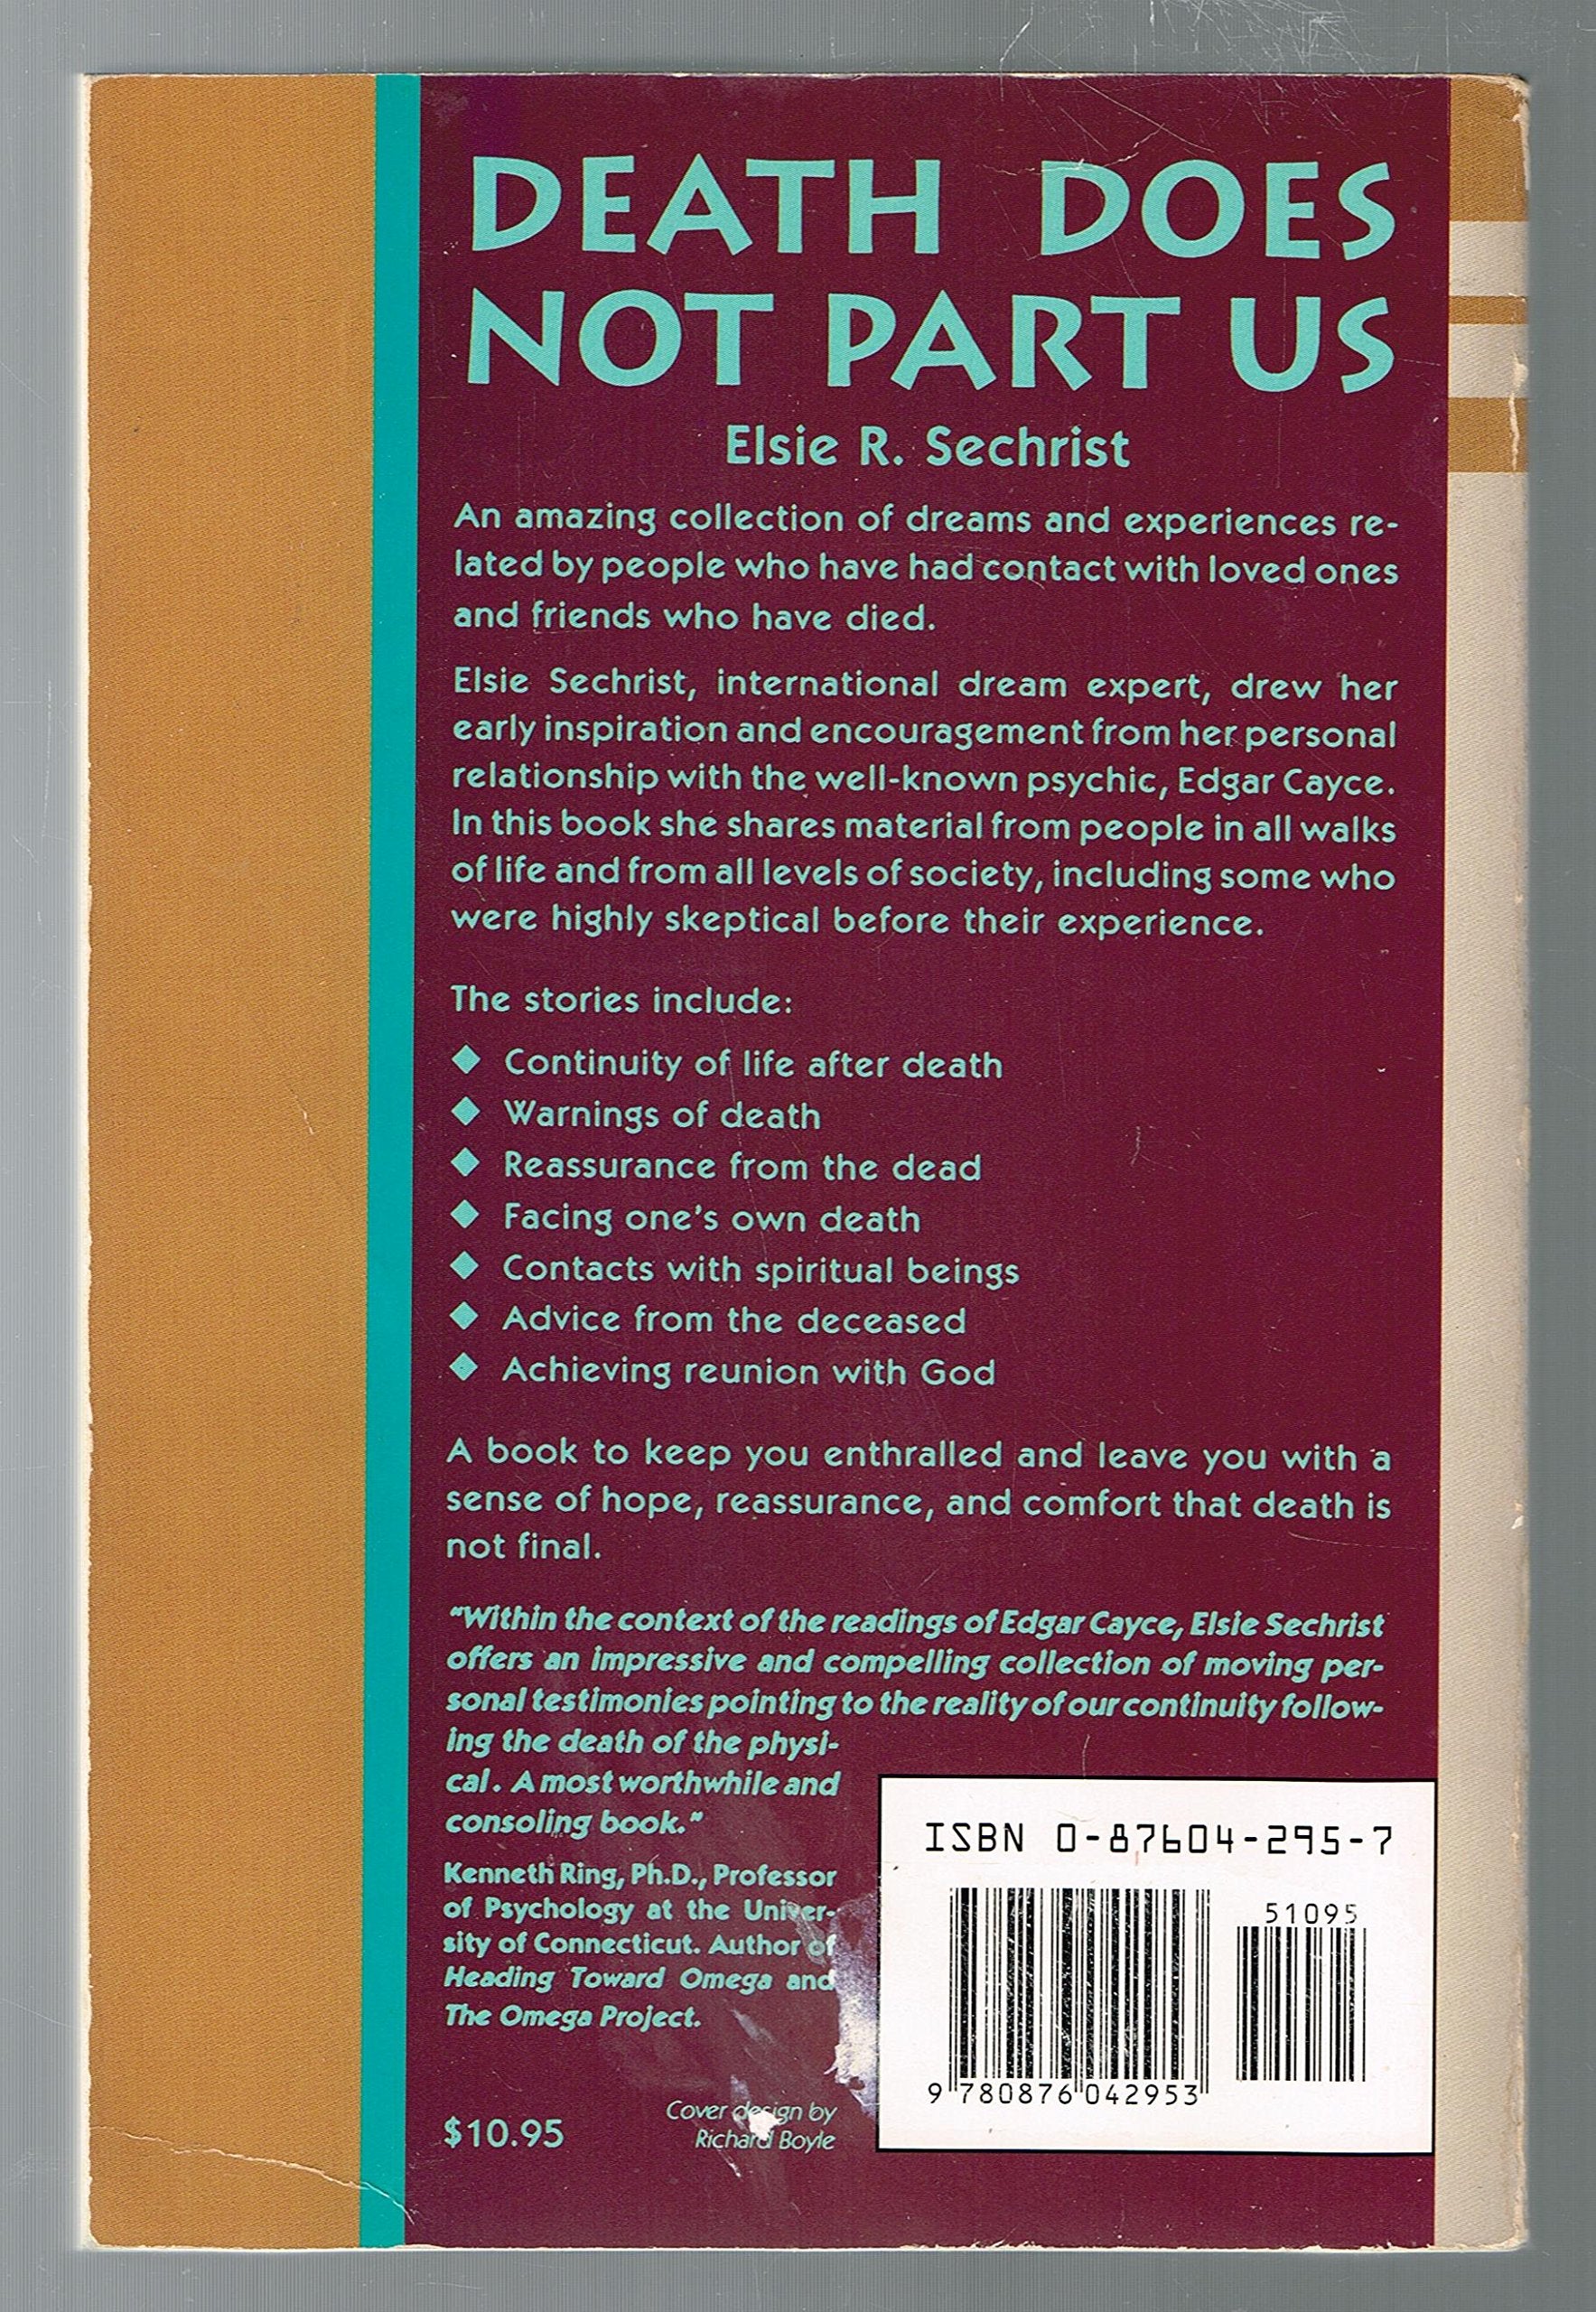 DEATH DOES
NOT PART US
Elsie R. Sechrist
An amazing collection of dreams and experiences re-
lated by people who have had contact with loved ones
and friends who have died.
Elsie Sechrist, international dream expert, drew her
early inspiration and encouragement from her personal
relationship with the well-known psychic, Edgar Cayce.
In this book she shares material from people in all walks
of life and from all levels of society, including some who
were highly skeptical before their experience.
The stories include:
◆ Continuity of life after death
◆ Warnings of death
◆ Reassurance from the dead
◆ Facing one's own death
◆ Contacts with spiritual beings
◆ Advice from the deceased
◆ Achieving reunion with God
A book to keep you enthralled and leave you with a
sense of hope, reassurance, and comfort that death is
not final.
"Within the context of the readings of Edgar Cayce, Elsie Sechrist
offers an impressive and compelling collection of moving per-
sonal testimonies pointing to the reality of our continuity follow-
ing the death of the physi-
cal. A most worthwhile and
consoling book."
Kenneth Ring, Ph.D., Professor
of Psychology at the Univer-
sity of Connecticut. Author of
Heading Toward Omega and
The Omega Project.
$10.95
Cover design by
Richard Boyle
ISBN 0-87604-295-7
51095
9 780876 042953